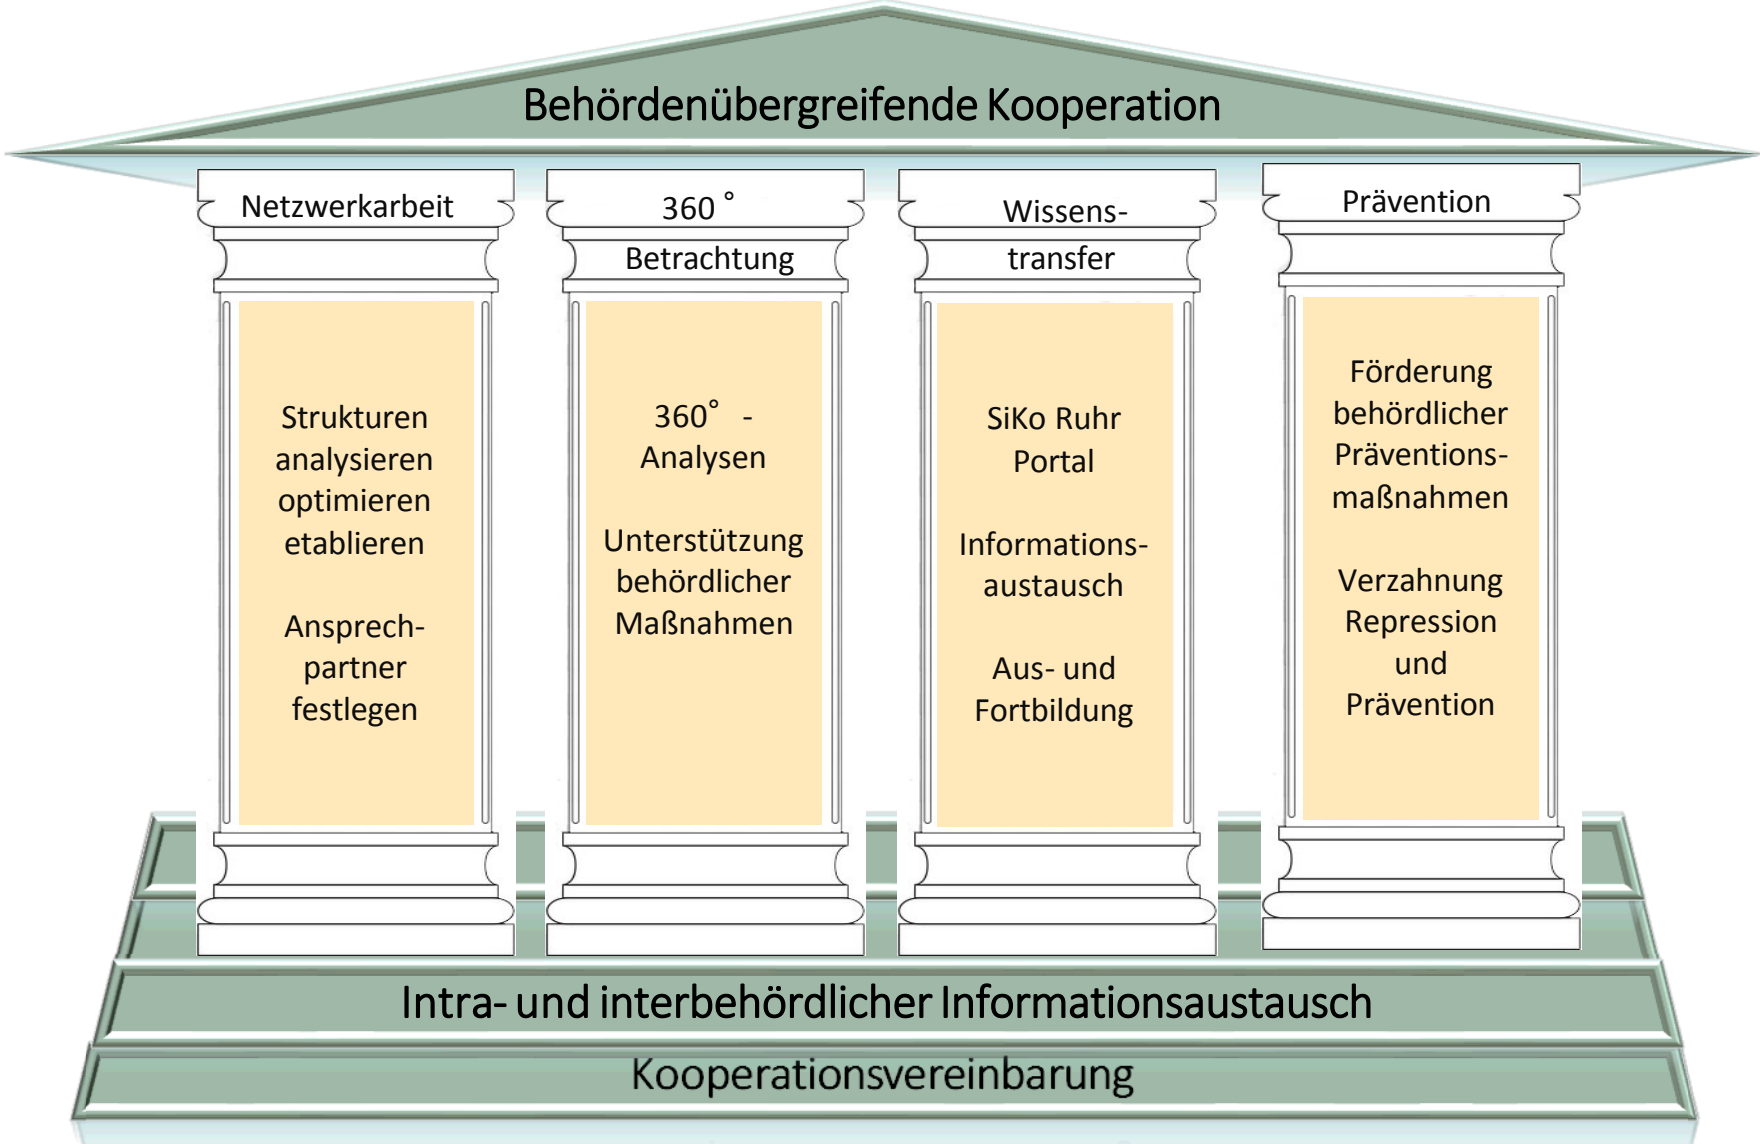 Behördenübergreifende Kooperation
Netzwerkarbeit
Strukturen
analysieren
optimieren
etablieren
Ansprech-
partner
festlegen
360 °
Betrachtung
360° -
Analysen
Unterstützung
behördlicher
Maßnahmen
Wissens-
transfer
SiKo Ruhr
Portal
Informations-
austausch
Aus- und
Fortbildung
Prävention
Förderung
behördlicher
Präventions-
maßnahmen
Verzahnung
Repression
und
Prävention
Intra- und interbehördlicher Informationsaustausch
Kooperationsvereinbarung